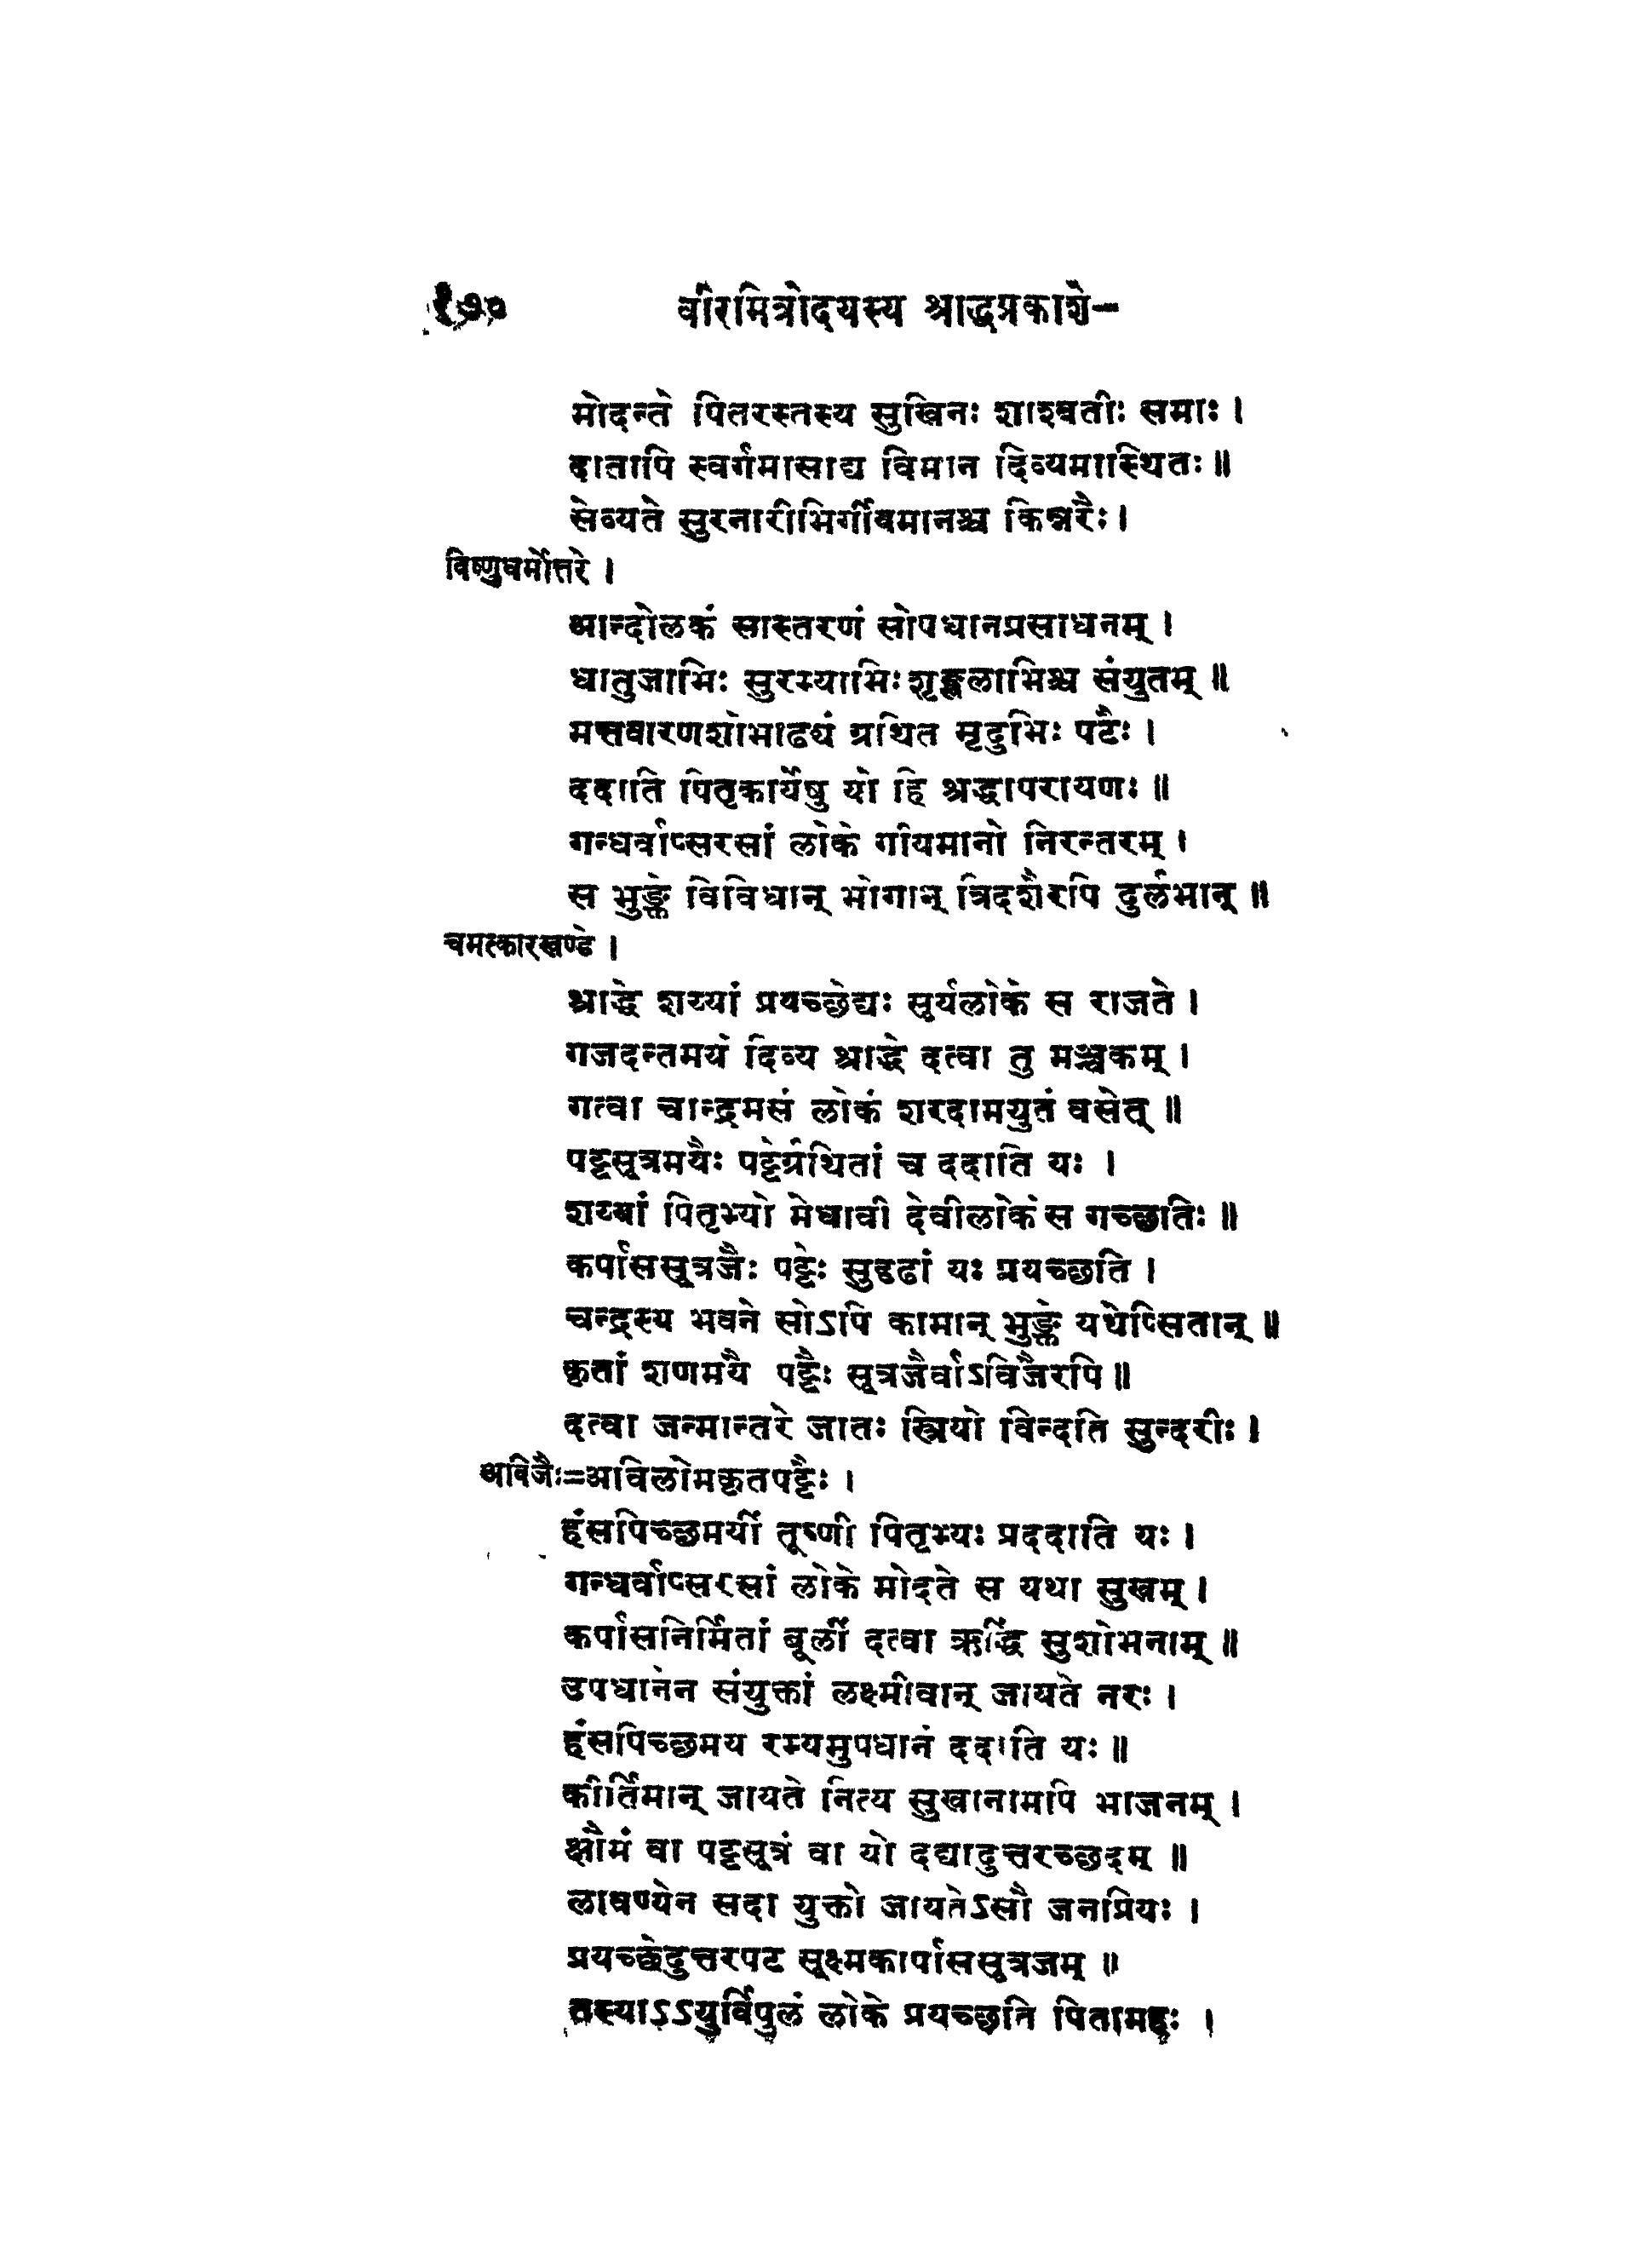 १७० वीरमित्रोदयस्य श्राद्धप्रकाशे-
मोदन्ते पितरस्तस्य सुखिनः शाश्वतीः समाः ।
दातापि स्वर्गमासाद्य विमान दिव्यमास्थितः ॥
सेव्यते सुरनारीभिर्गीयमानश्च किन्नरैः ।
विष्णुधर्मोत्तरे ।
आन्दोलकं सास्तरणं सोपधानप्रसाधनम् ।
धातुजाभिः सुरम्याभिः शृङ्खलाभिश्च संयुतम् ॥
मत्तवारणशोभाढ्यं ग्रथित मृदुभिः पटैः ।
ददाति पितृकार्येषु यो हि श्रद्धापरायणः ॥
गन्धर्वाप्सरसां लोके गीयमानो निरन्तरम् ।
स भुङ्क्ते विविधान् भोगान् त्रिदशैरपि दुर्लभान् ॥
चमत्कारखण्डे ।
श्राद्धे शय्यां प्रयच्छेद्यः सूर्यलोके स राजते ।
गजदन्तमयं दिव्य श्राद्धे दत्वा तु मञ्चकम् ।
गत्वा चान्द्रमसं लोकं शरदामयुतं वसेत् ॥
पट्टसूत्रमयैः पट्टैर्ग्रथितां च ददाति यः ।
शय्यां पितृभ्यो मेधावी देवीलोकं स गच्छतिः ॥
कर्पाससूत्रजैः पट्टैः सुदृढां यः प्रयच्छति ।
चन्द्रस्य भवने सोऽपि कामान् भुङ्क्ते यथेप्सितान् ॥
कृतां शणमयै पट्टैः सूत्रजैर्वाऽविजैरपि ॥
दत्वा जन्मान्तरे जातः स्त्रियो विन्दति सुन्दरीः ।
अविजैः=अविलोमकृतपट्टैः ।
हंसपिच्छमयीं तूष्णी पितृभ्यः प्रददाति यः ।
गन्धर्वाप्सरसां लोके मोदते स यथा सुखम् ।
कर्पासनिर्मितां बूलीं दत्वा ऋद्धिं सुशोभनाम् ॥
उपधानेन संयुक्तां लक्ष्मीवान् जायते नरः ।
हंसपिच्छमय रम्यमुपधानं ददाति यः ॥
कीर्तिमान् जायते नित्य सुखानामपि भाजनम् ।
क्षौमं वा पट्टसूत्रं वा यो दद्यादुत्तरच्छदम् ॥
लावण्येन सदा युक्तो जायतेऽसौ जनप्रियः ।
प्रयच्छेदुत्तरपट सूक्ष्मकार्पाससूत्रजम् ॥
तस्याऽऽयुर्विपुलं लोके प्रयच्छति पितामहः ।